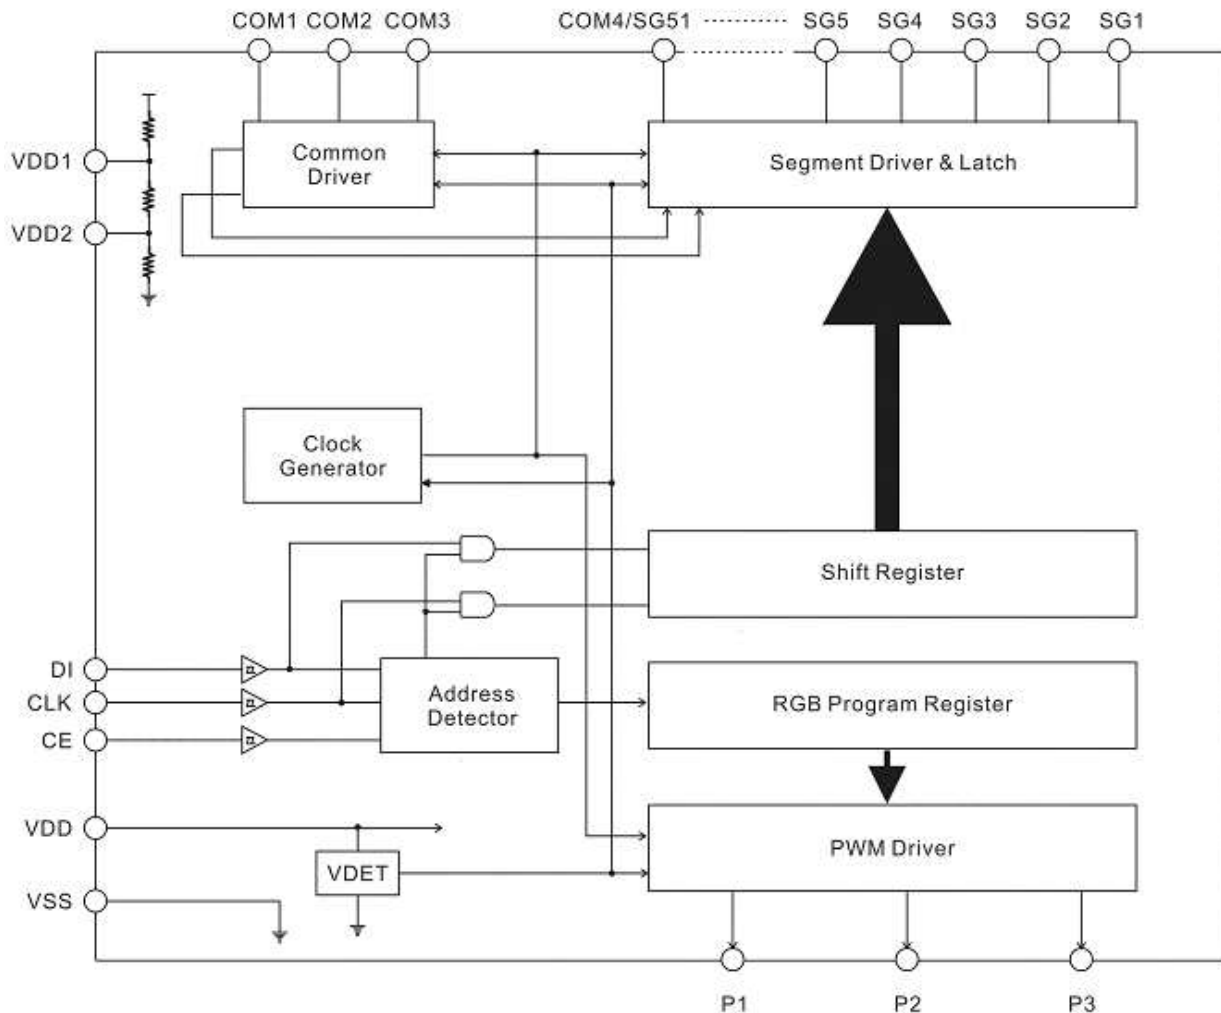 COM1 COM2 COM3 COM4/SG51 SG5 SG4 SG3 SG2 SG1
VDD1
Common
Driver
Segment Driver & Latch
VDD2
Clock
Generator
Shift Register
DI
CLK
CE
Address
Detector
RGB Program Register
VDD
VDET
PWM Driver
VSS
P1 P2 P3